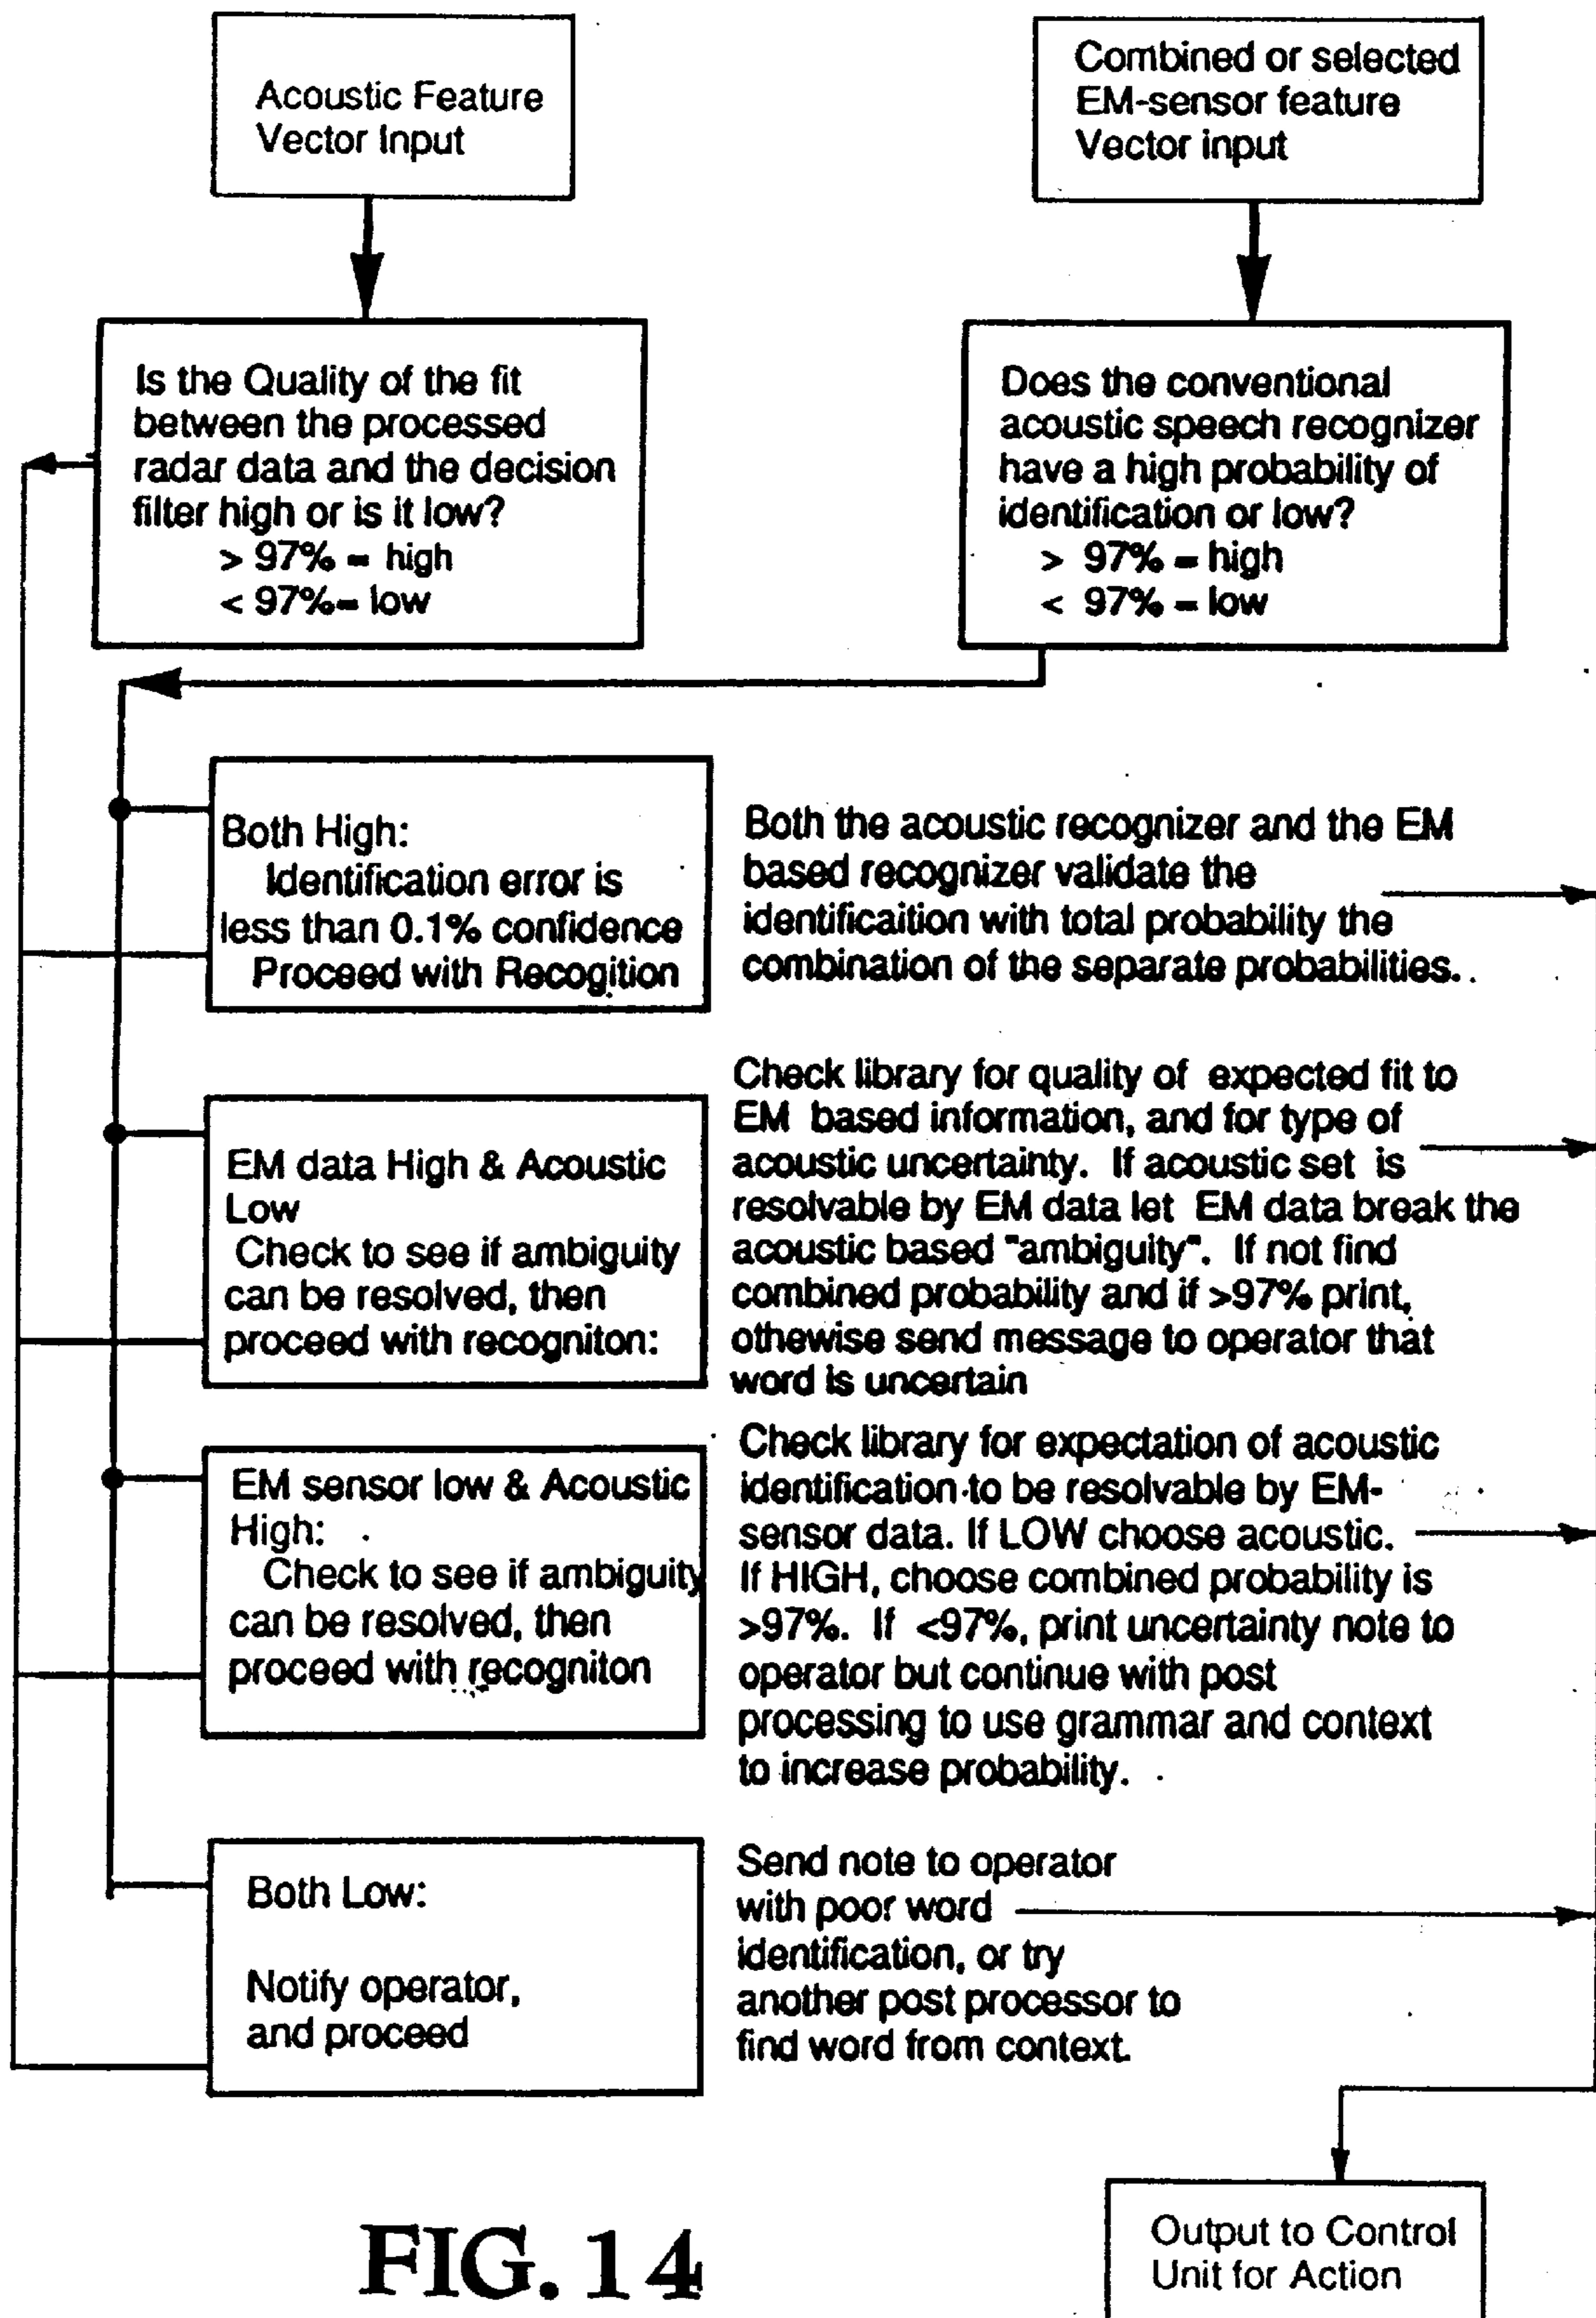 Acoustic Feature
Vector Input
Combined or selected
EM-sensor feature
Vector input
Is the Quality of the fit
between the processed
radar data and the decision
filter high or is it low?
> 97% = high
< 97%= low
Does the conventional
acoustic speech recognizer
have a high probability of
identification or low?
> 97% = high
< 97% = low
Both High:
Identification error is
less than 0.1% confidence
Proceed with Recogition
Both the acoustic recognizer and the EM
based recognizer validate the
identificaition with total probability the
combination of the separate probabilities.
EM data High & Acoustic
Low
Check to see if ambiguity
can be resolved, then
proceed with recogniton:
Check library for quality of expected fit to
EM based information, and for type of
acoustic uncertainty. If acoustic set is
resolvable by EM data let EM data break the
acoustic based "ambiguity". If not find
combined probability and if >97% print,
othewise send message to operator that
word is uncertain
EM sensor low & Acoustic
High:
Check to see if ambiguity
can be resolved, then
proceed with recogniton
Check library for expectation of acoustic
identification to be resolvable by EM-
sensor data. If LOW choose acoustic.
If HIGH, choose combined probability is
>97%. If <97%, print uncertainty note to
operator but continue with post
processing to use grammar and context
to increase probability.
Both Low:
Notify operator,
and proceed
Send note to operator
with poor word
identification, or try
another post processor to
find word from context.
Output to Control
Unit for Action
FIG. 14